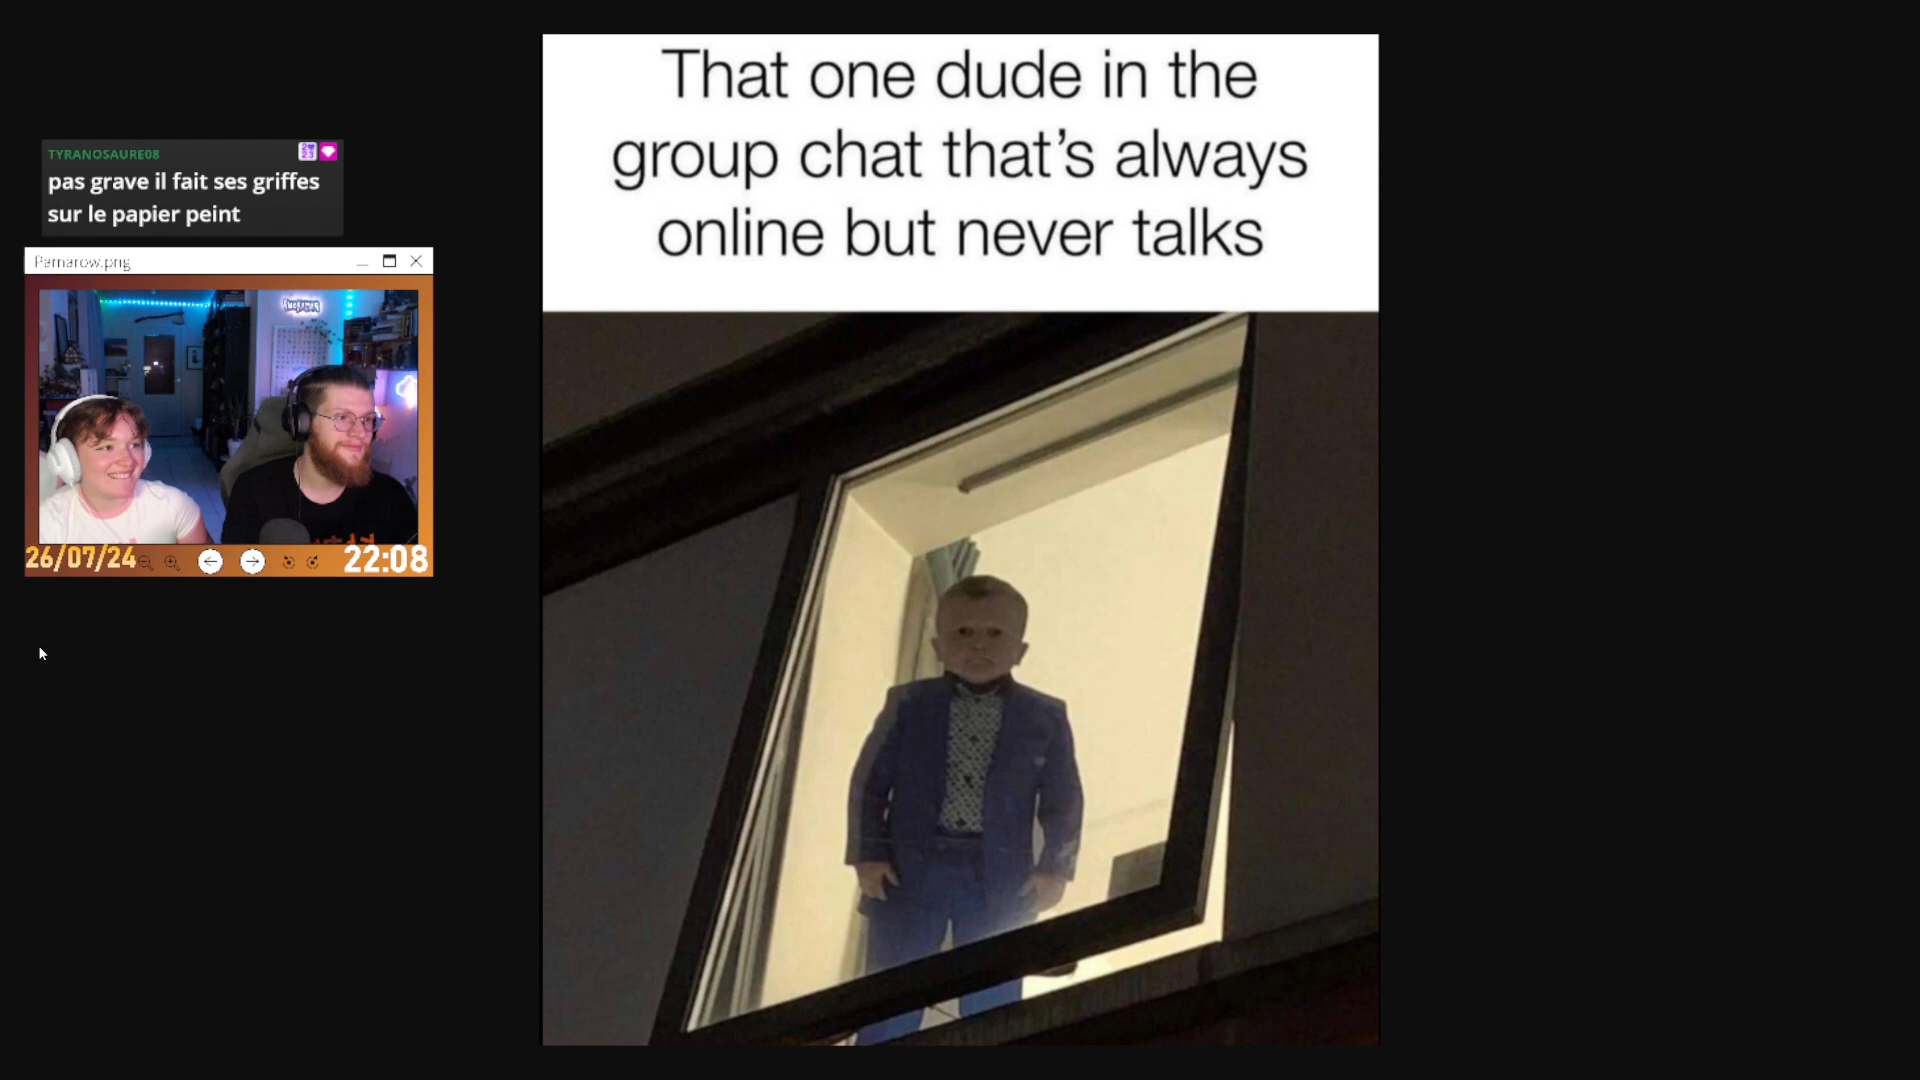 That one dude in the
group chat that's always
online but never talks
TYRANOSAURE08
pas grave il fait ses griffes
sur le papier peint
Pamarow.png
26/07/24
22:08